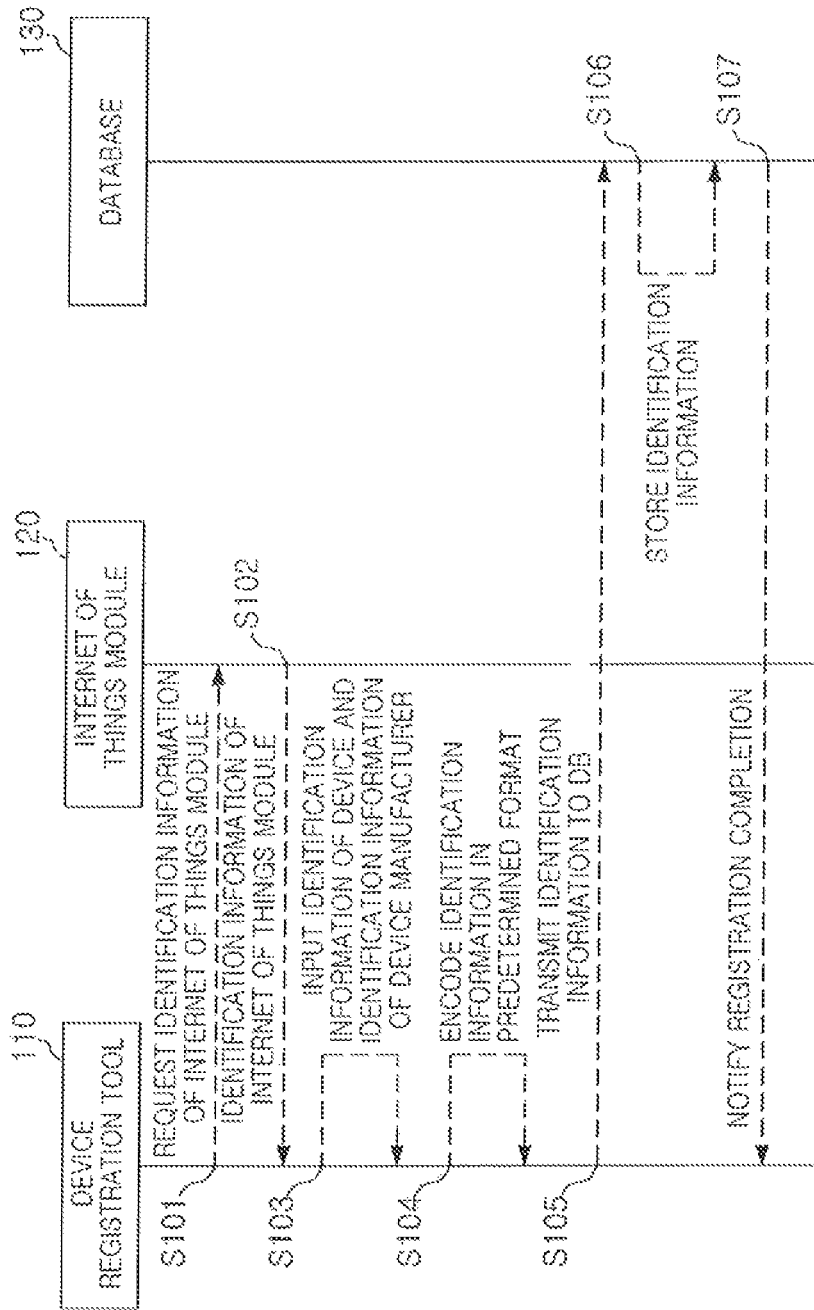 110
DEVICE
REGISTRATION TOOL
120
INTERNET OF
THINGS MODULE
130
DATABASE
S101
REQUEST IDENTIFICATION INFORMATION
OF INTERNET OF THINGS MODULE
IDENTIFICATION INFORMATION OF
INTERNET OF THINGS MODULE
S102
S103
INPUT IDENTIFICATION
INFORMATION OF DEVICE AND
IDENTIFICATION INFORMATION
OF DEVICE MANUFACTURER
S104
ENCODE IDENTIFICATION
INFORMATION IN
PREDETERMINED FORMAT
S105
TRANSMIT IDENTIFICATION
INFORMATION TO DB
S106
STORE IDENTIFICATION
INFORMATION
S107
NOTIFY REGISTRATION COMPLETION